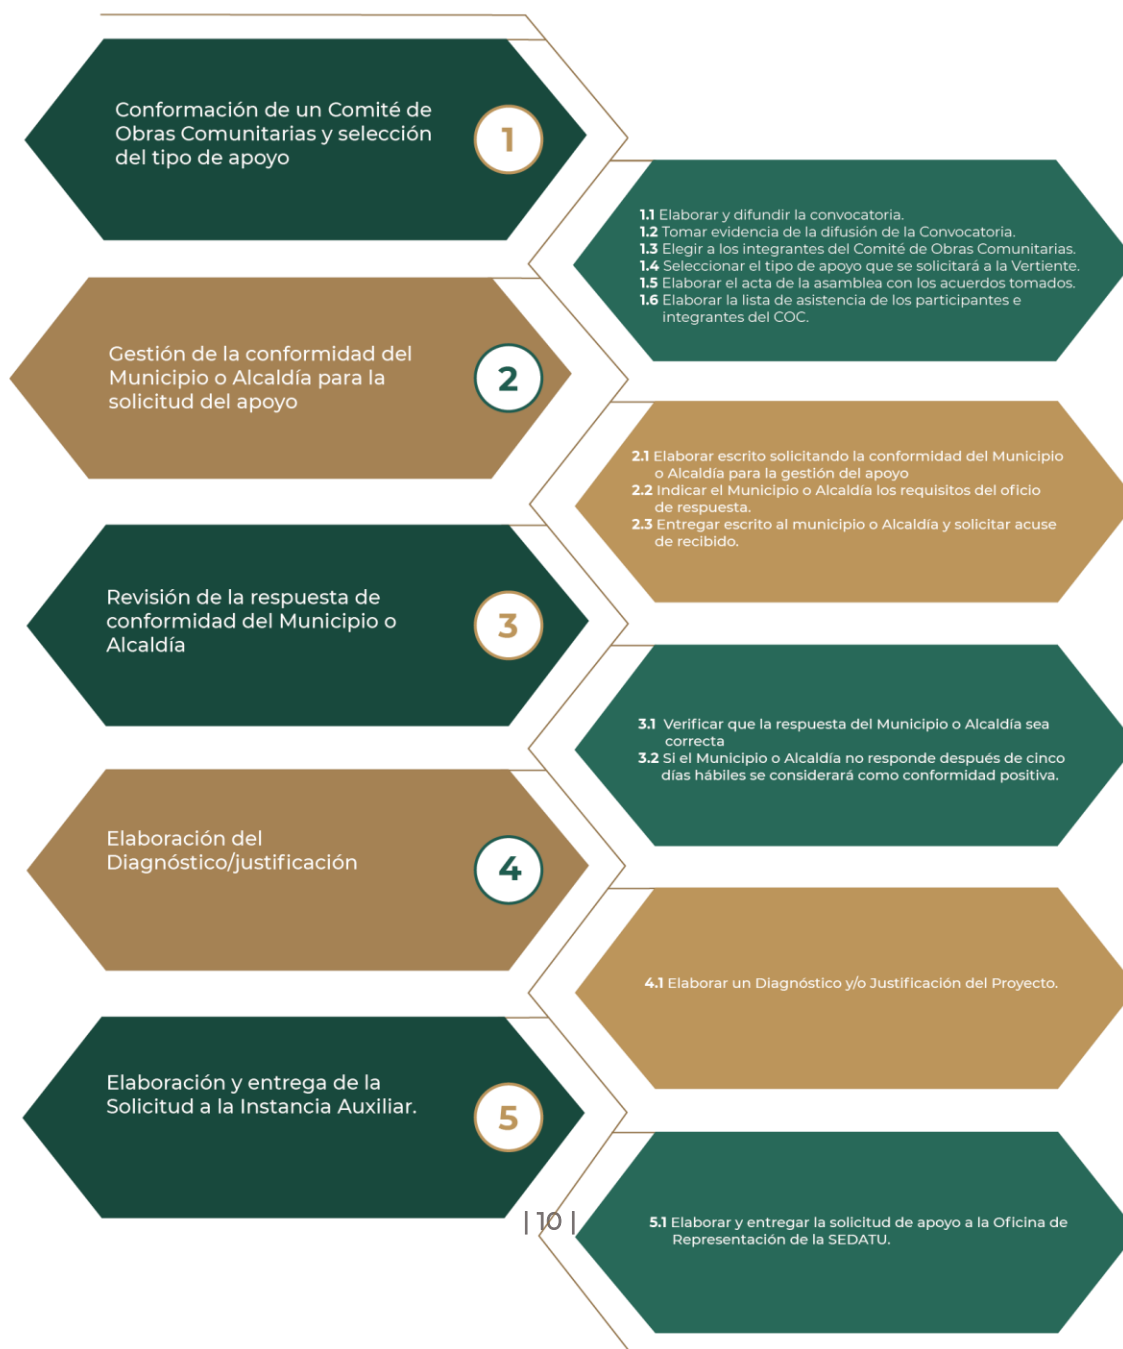 Conformación de un Comité de
Obras Comunitarias y selección
del tipo de apoyo
1
1.1 Elaborar y difundir la convocatoria.
1.2 Tomar evidencia de la difusión de la Convocatoria.
1.3 Elegir a los integrantes del Comité de Obras Comunitarias.
1.4 Seleccionar el tipo de apoyo que se solicitará a la Vertiente.
1.5 Elaborar el acta de la asamblea con los acuerdos tomados.
1.6 Elaborar la lista de asistencia de los participantes e
integrantes del COC.
Gestión de la conformidad del
Municipio o Alcaldía para la
solicitud del apoyo
2
2.1 Elaborar escrito solicitando la conformidad del Municipio
o Alcaldía para la gestión del apoyo
2.2 Indicar el Municipio o Alcaldía los requisitos del oficio
de respuesta.
2.3 Entregar escrito al municipio o Alcaldía y solicitar acuse
de recibido.
Revisión de la respuesta de
conformidad del Municipio o
Alcaldía
3
3.1 Verificar que la respuesta del Municipio o Alcaldía sea
correcta
3.2 Si el Municipio o Alcaldía no responde después de cinco
días hábiles se considerará como conformidad positiva.
Elaboración del
Diagnóstico/justificación
4
4.1 Elaborar un Diagnóstico y/o Justificación del Proyecto.
Elaboración y entrega de la
Solicitud a la Instancia Auxiliar.
5
5.1 Elaborar y entregar la solicitud de apoyo a la Oficina de
Representación de la SEDATU.
| 10 |